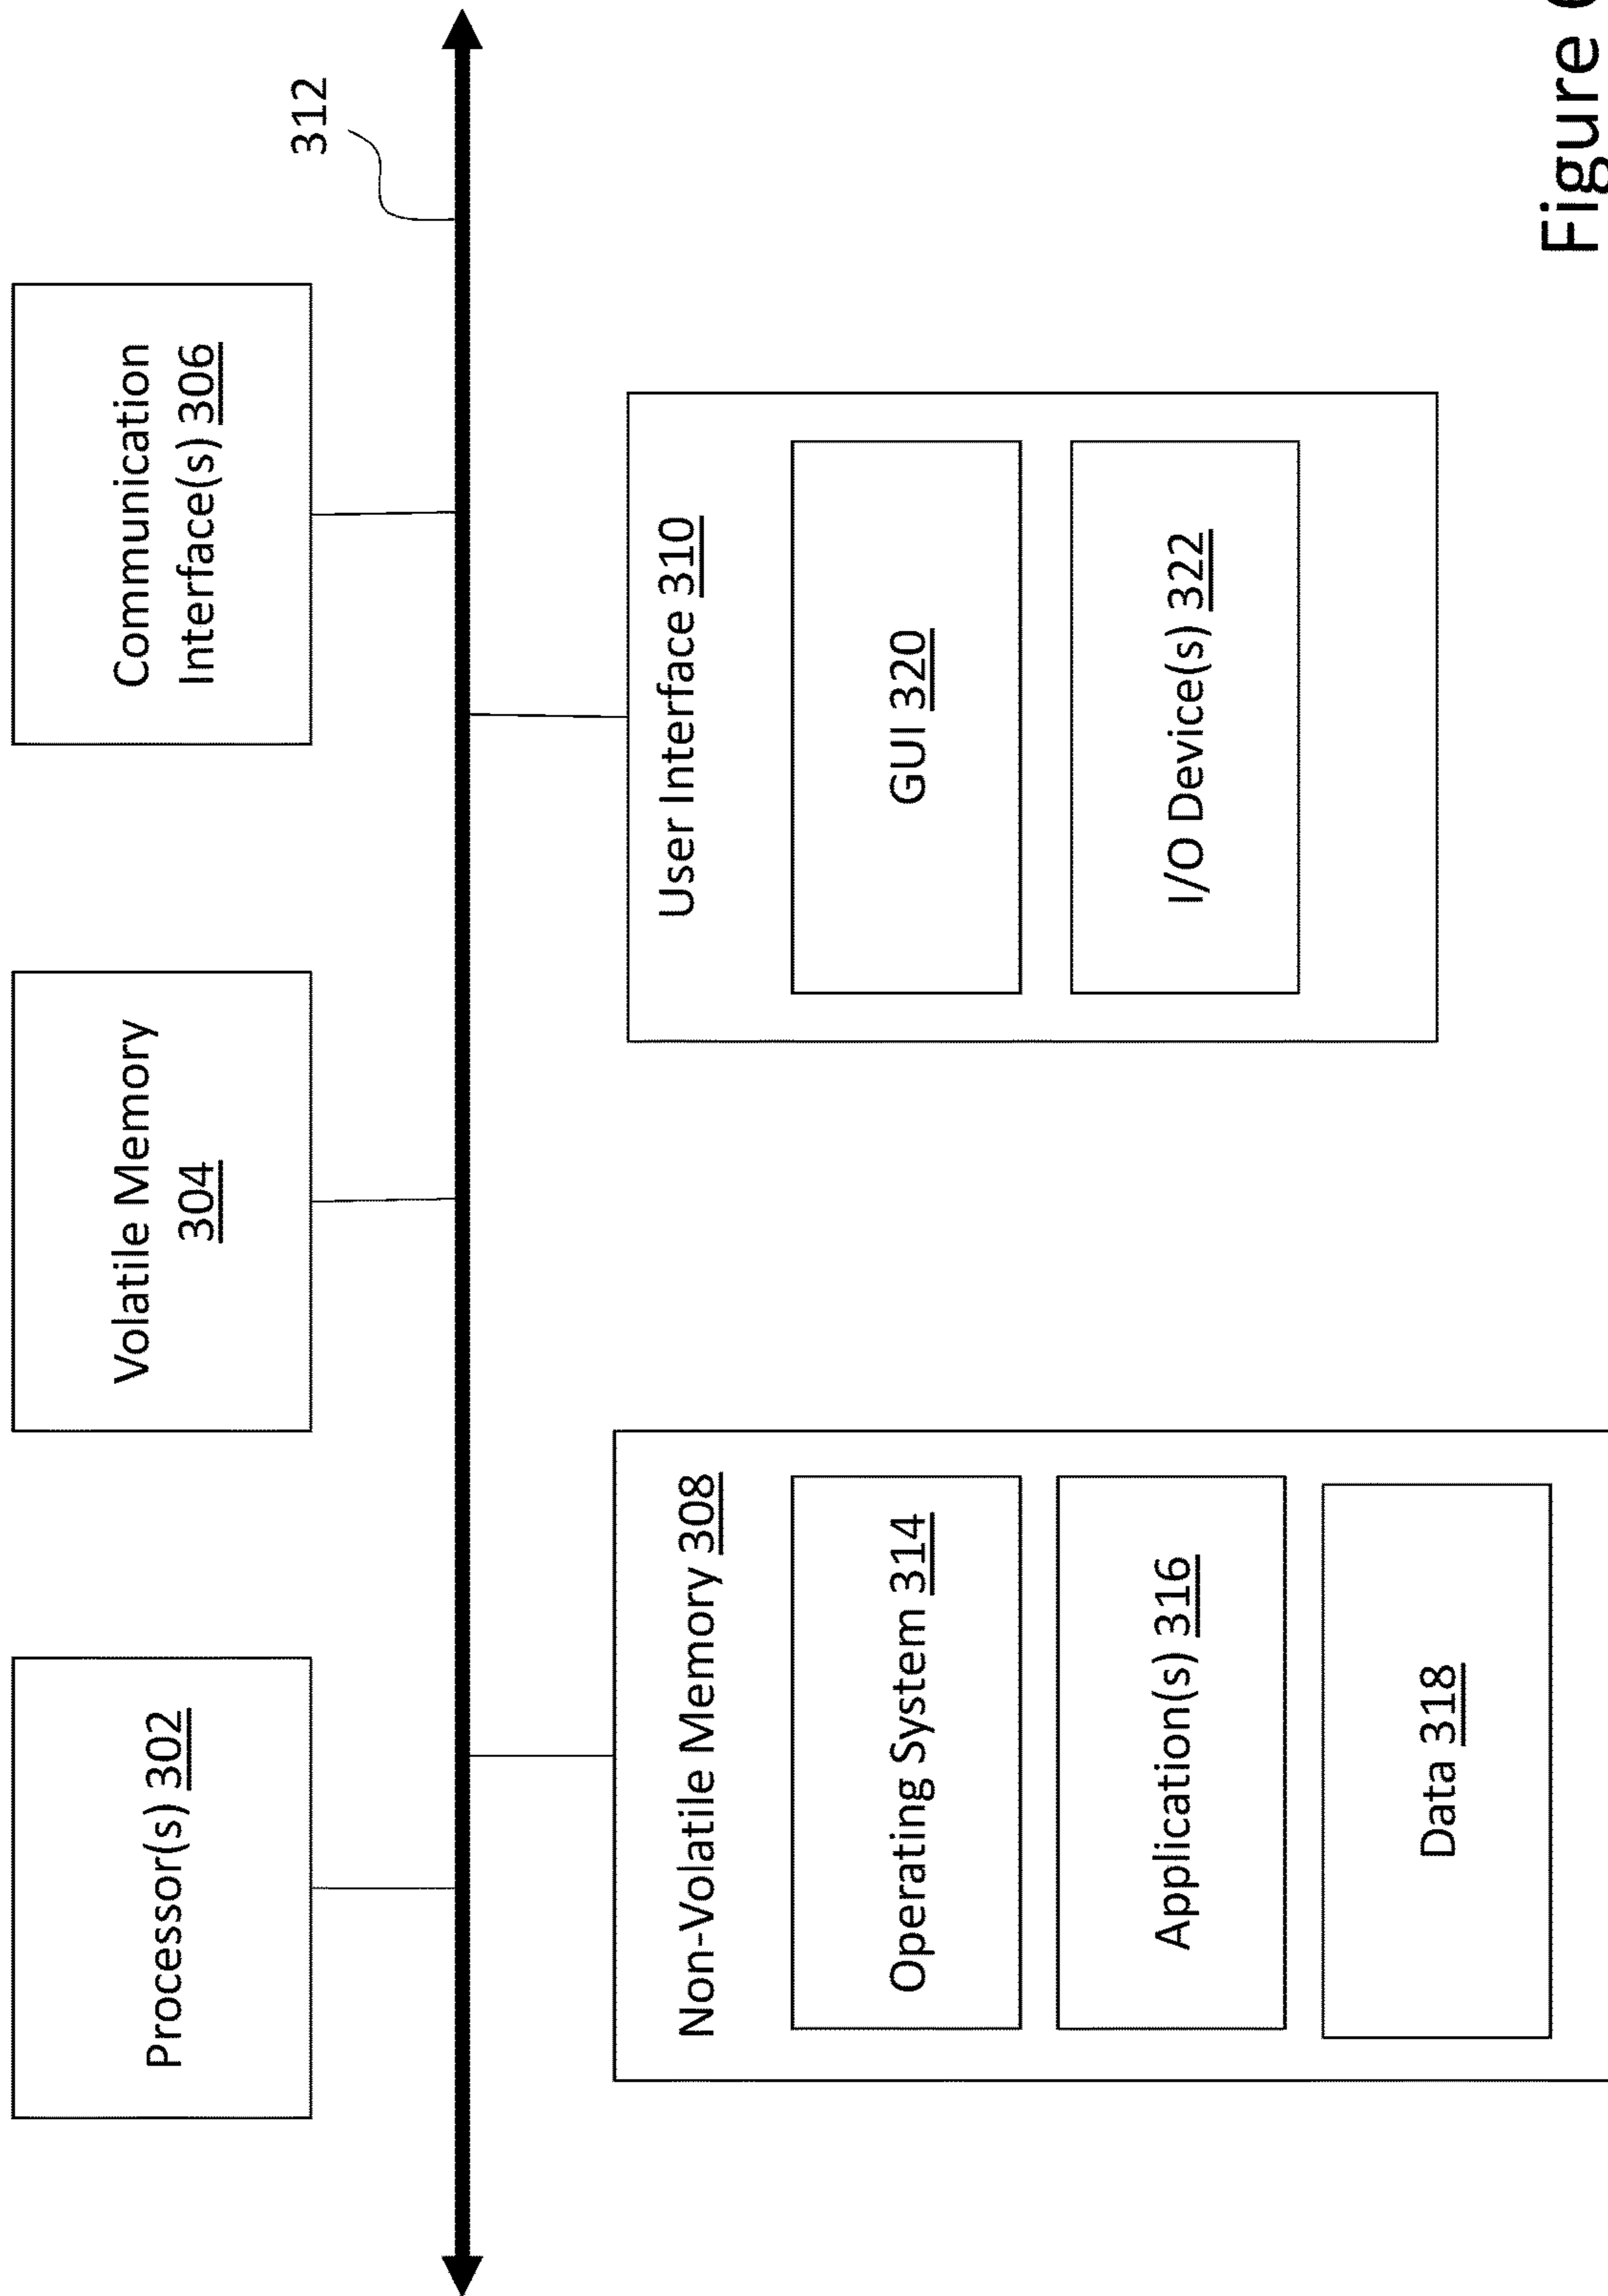 Processor(s) 302
Volatile Memory
304
Communication
Interface(s) 306
312
Non-Volatile Memory 308
Operating System 314
Application(s) 316
Data 318
User Interface 310
GUI 320
I/O Device(s) 322
Figure